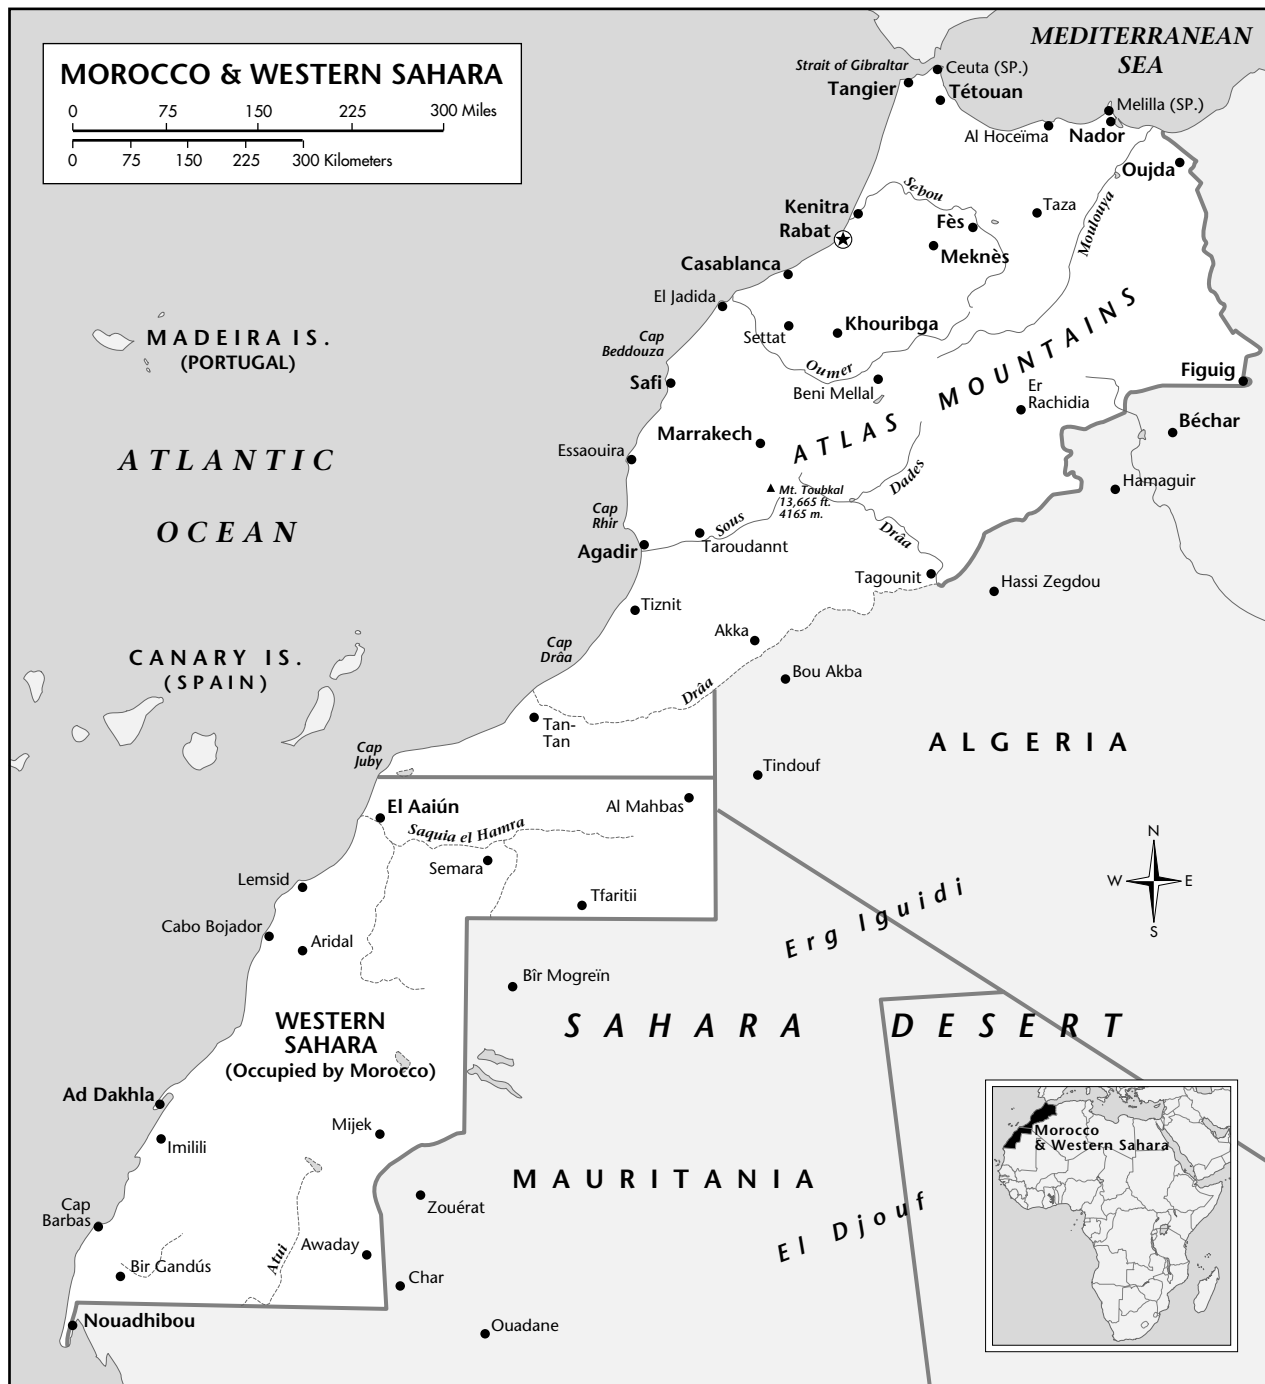 MOROCCO & WESTERN SAHARA
0 75 150 225 300 Miles
0 75 150 225 300 Kilometers
MEDITERRANEAN
SEA
Strait of Gibraltar
Ceuta (SP.)
Tangier
Tétouan
Melilla (SP.)
Al Hoceïma
Nador
Oujda
Sebou
Kenitra
Taza
Moulouya
Rabat
Fès
Meknès
Casablanca
El Jadida
Settat
Khouribga
MADEIRA IS.
(PORTUGAL)
Cap
Beddouza
Oumer
Safi
Beni Mellal
ATLAS MOUNTAINS
Er
Rachidia
Figuig
Béchar
Marrakech
Essaouira
ATLANTIC
OCEAN
Dades
Hamaguir
Mt. Toubkal
13,665 ft.
4165 m.
Cap
Rhir
Sous
Drâa
Agadir
Taroudannt
Tagounit
Hassi Zegdou
Tiznit
Akka
Cap
Drâa
CANARY IS.
(SPAIN)
Bou Akba
Drâa
Tan-
Tan
ALGERIA
Cap
Juby
Tindouf
El Aaiún
Al Mahbas
Saquia el Hamra
Semara
Lemsid
Tfaritii
N
W E
S
Cabo Bojador
Aridal
Erg Iguidi
Bîr Mogreïn
WESTERN
SAHARA
(Occupied by Morocco)
SAHARA DESERT
Ad Dakhla
Mijek
Imilili
Morocco
& Western Sahara
MAURITANIA
Zouérat
Cap
Barbas
El Djouf
Awaday
Atui
Bir Gandús
Char
Nouadhibou
Ouadane